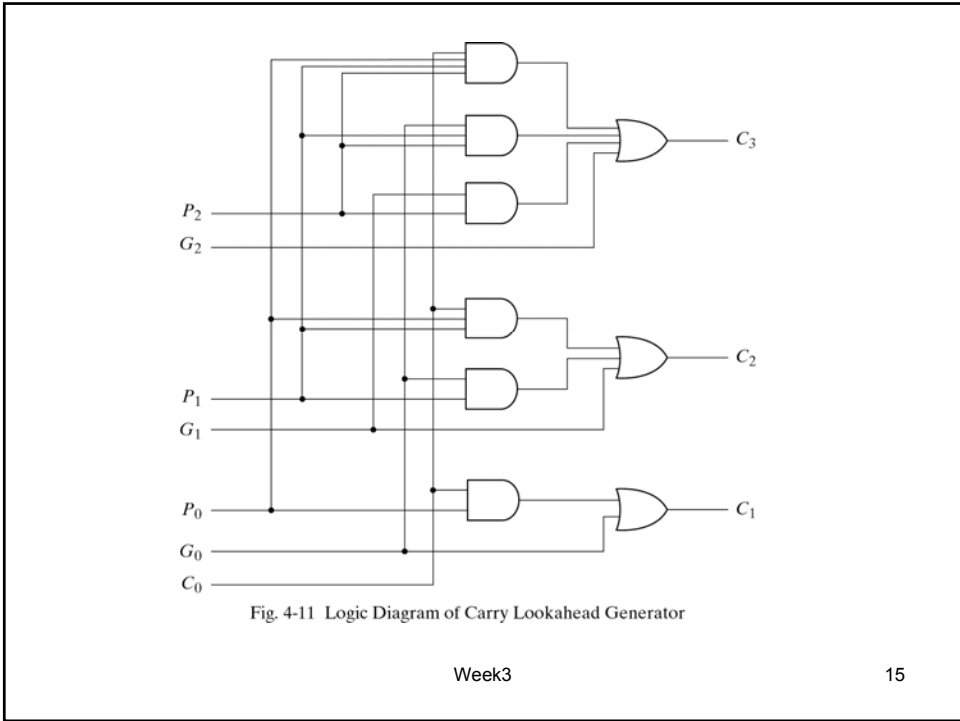 C3
P2
G2
C2
P1
G1
P0
C1
G0
C0
Fig. 4-11 Logic Diagram of Carry Lookahead Generator
Week3 15